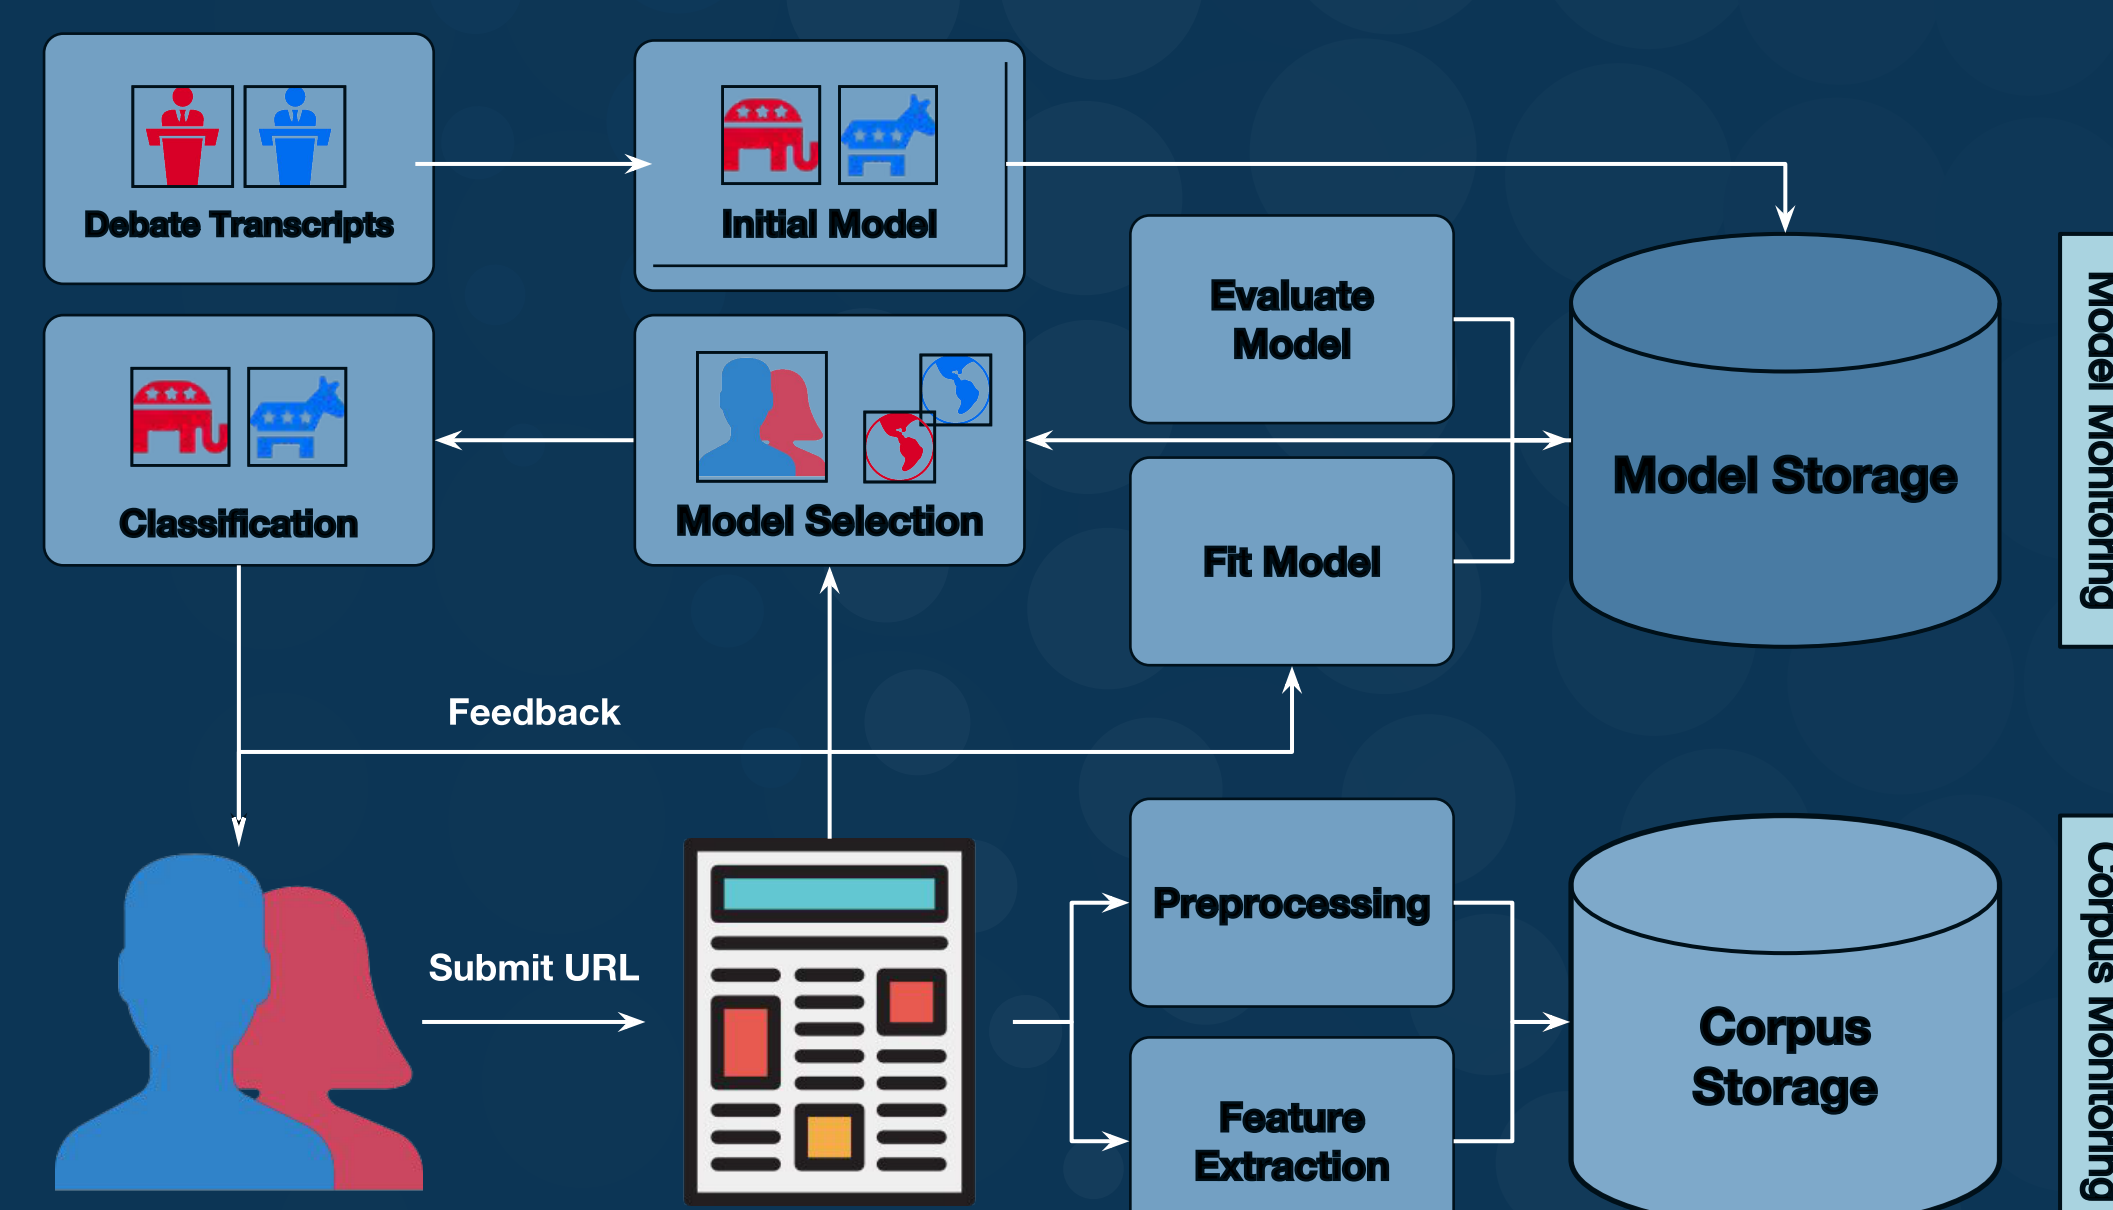 Debate Transcripts
Initial Model
Evaluate
Model
Model Storage
Model Monitoring
Classification
Model Selection
Fit Model
Feedback
Submit URL
Preprocessing
Feature
Extraction
Corpus
Storage
Corpus Monitoring